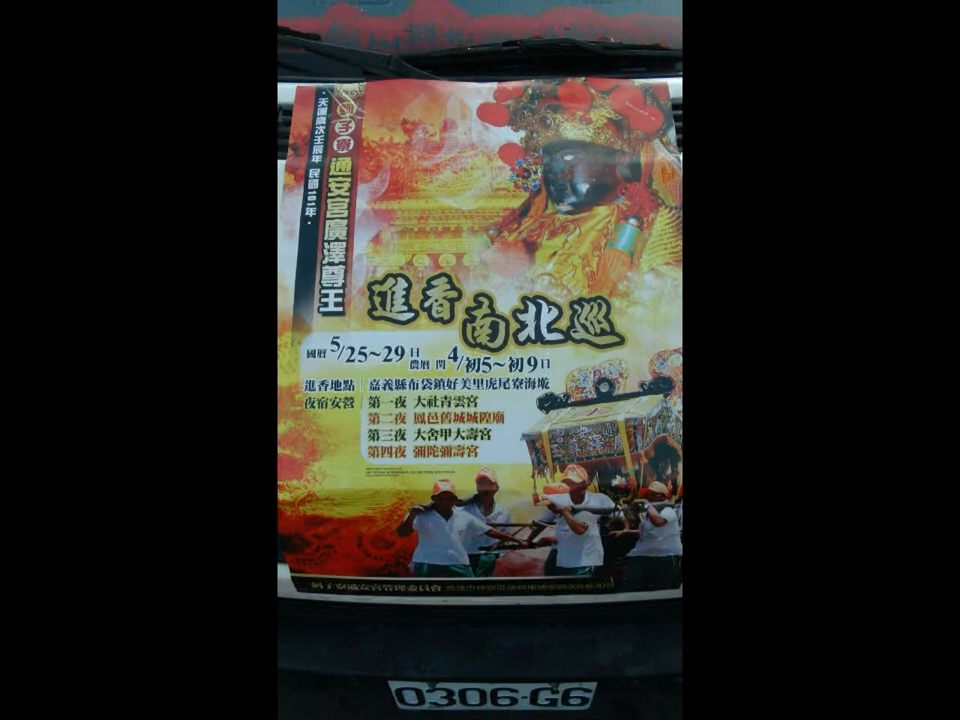 •天運歲次壬辰年 民國101年•
子寮
通安宮廣澤尊王
進香南北巡
國曆5/25~29日
農曆 閏4/初5~初9日
進香地點 | 嘉義縣布袋鎮好美里虎尾寮海墘
夜宿安營 | 第一夜 大社青雲宮
第二夜 鳳邑舊城城隍廟
第三夜 大舍甲大壽宮
第四夜 彌陀彌壽宮
0306-G6